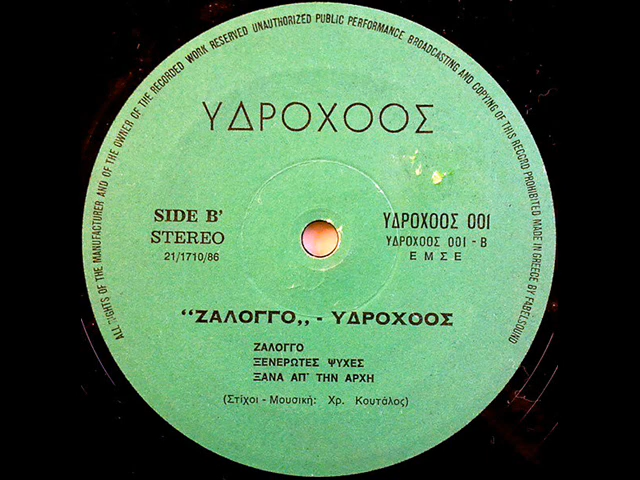 ALL RIGHTS OF THE MANUFACTURER AND OF THE OWNER OF THE RECORDED WORK RESERVED UNAUTHORIZED PUBLIC PERFORMANCE BROADCASTING AND COPYING OF THIS RECORD PROHIBITED MADE IN GREECE BY FABELSOUND
ΥΔΡΟΧΟΟΣ
SIDE B'
STEREO
21/1710/86
ΥΔΡΟΧΟΟΣ 001
ΥΔΡΟΧΟΟΣ 001 - B
ΕΜΣΕ
“ΖΑΛΟΓΓΟ,, - ΥΔΡΟΧΟΟΣ
ΖΑΛΟΓΓΟ
ΞΕΝΕΡΩΤΕΣ ΨΥΧΕΣ
ΞΑΝΑ ΑΠ' ΤΗΝ ΑΡΧΗ
(Στίχοι - Μουσική: Χρ. Κουτάλος)